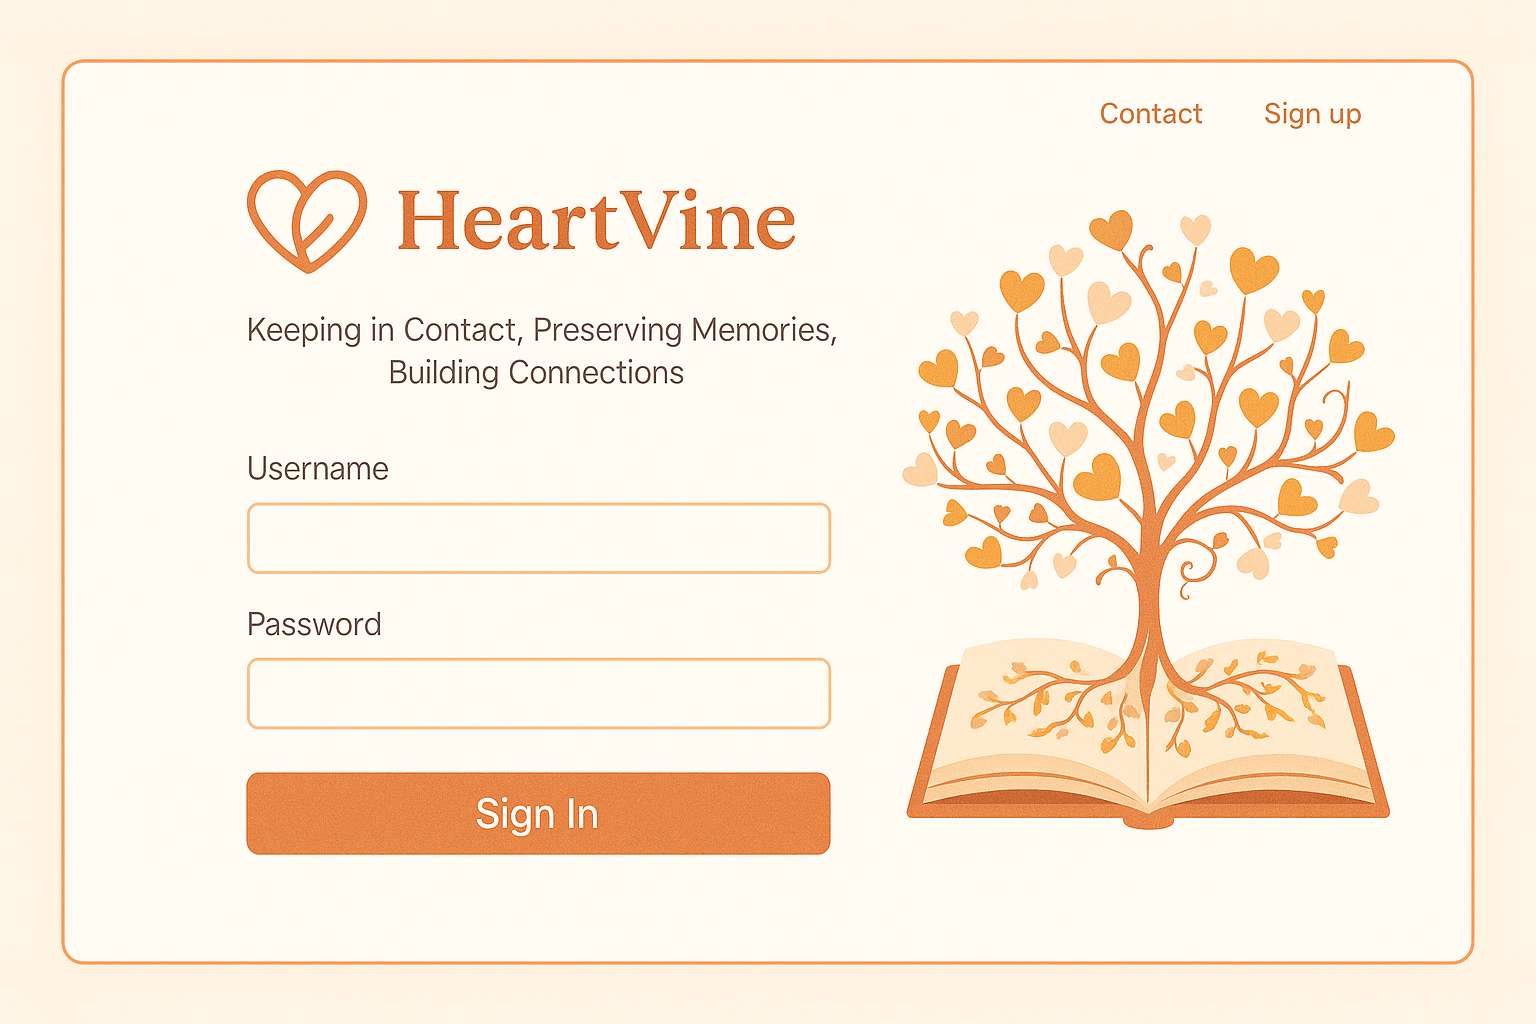 Contact
Sign up
HeartVine
Keeping in Contact, Preserving Memories,
Building Connections
Username
Password
Sign In